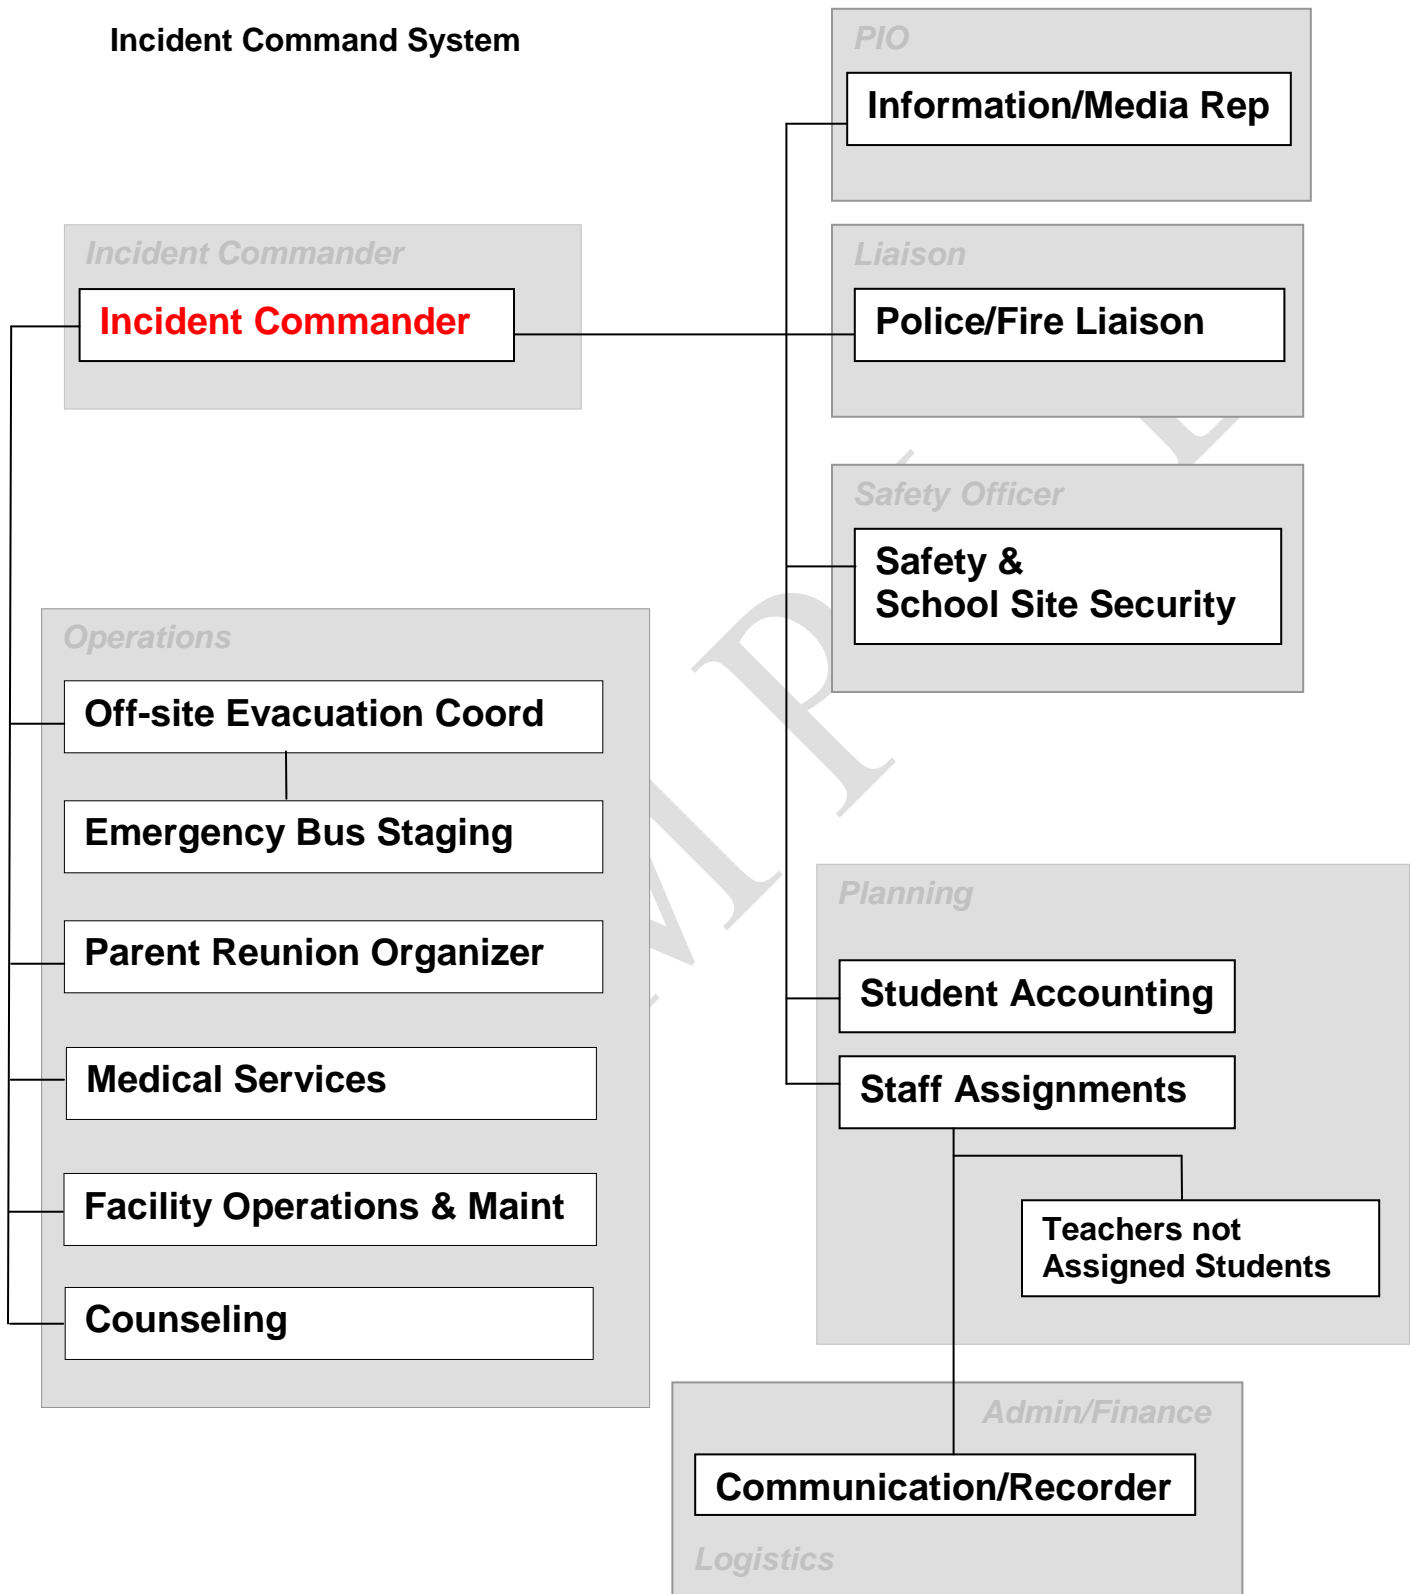 Incident Command System
PIO
Information/Media Rep
Incident Commander
Incident Commander
Liaison
Police/Fire Liaison
Safety Officer
Safety &
School Site Security
Operations
Off-site Evacuation Coord
Emergency Bus Staging
Parent Reunion Organizer
Medical Services
Facility Operations & Maint
Counseling
Planning
Student Accounting
Staff Assignments
Teachers not
Assigned Students
Admin/Finance
Communication/Recorder
Logistics